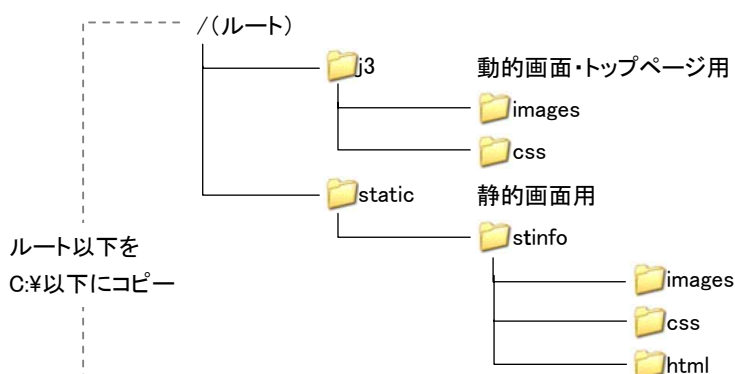 /(ルート)
j3 動的画面・トップページ用
images
css
static 静的画面用
stinfo
ルート以下を
C:¥以下にコピー
images
css
html